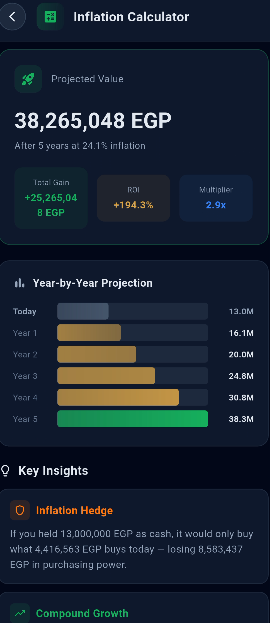 Inflation Calculator
Projected Value
38,265,048 EGP
After 5 years at 24.1% inflation
Total Gain
+25,265,04
8 EGP
ROI
+194.3%
Multiplier
2.9x
Year-by-Year Projection
Today 13.0M
Year 1 16.1M
Year 2 20.0M
Year 3 24.8M
Year 4 30.8M
Year 5 38.3M
Key Insights
Inflation Hedge
If you held 13,000,000 EGP as cash, it would only buy
what 4,416,563 EGP buys today — losing 8,583,437
EGP in purchasing power.
Compound Growth